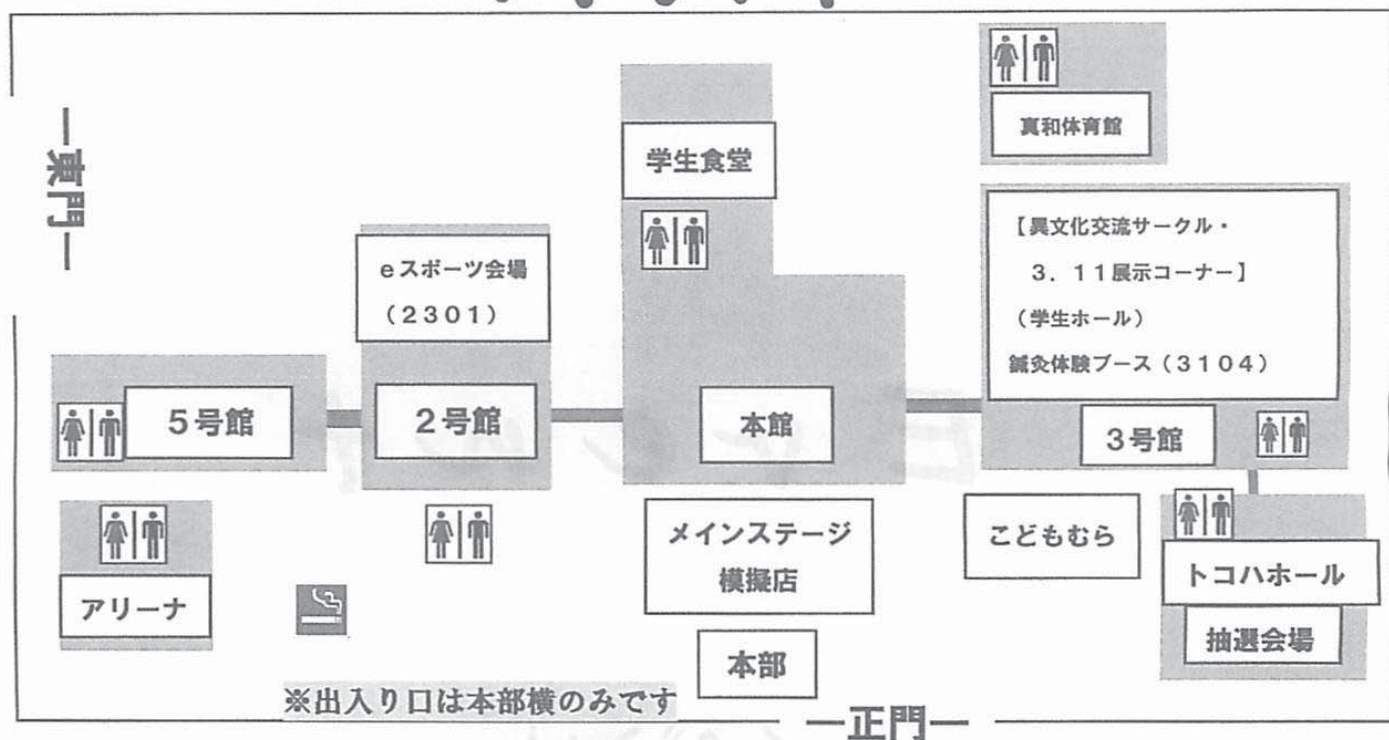 ―東門―
真和体育館
学生食堂
【異文化交流サークル・
3．11展示コーナー】
（学生ホール）
鍼灸体験ブース（3104）
eスポーツ会場
（2301）
5号館
2号館
本館
3号館
メインステージ
模擬店
こどもむら
トコハホール
抽選会場
アリーナ
本部
※出入り口は本部横のみです
―正門―